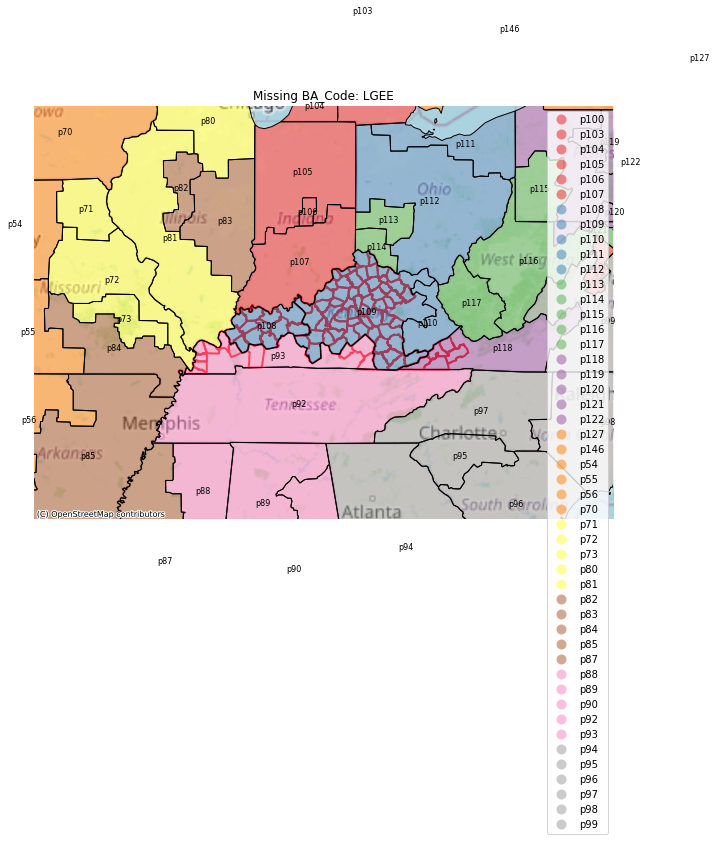 p103
p146
p127
Missing BA_Code: LGEE
Chicago
p104
p70
p80
p111
p122
p105
Ohio
p82
p115
p71
p112
p120
Illinois
p83
p106
Indiana
p113
p54
p81
p114
p107
West
p116
p72
Missouri
p117
p73
p108
p109
p110
p55
p84
p93
p118
p92
Tennessee
p97
p56
Memphis
Charlotte
p85
Arkansas
p95
p88
p89
p96
South Carolina
Atlanta
(C) OpenStreetMap contributors
p87
p90
p94
p100
p103
p104
p105
p106
p107
p108
p109
p110
p111
p112
p113
p114
p115
p116
p117
p118
p119
p120
p121
p122
p127
p146
p54
p55
p56
p70
p71
p72
p73
p80
p81
p82
p83
p84
p85
p87
p88
p89
p90
p92
p93
p94
p95
p96
p97
p98
p99